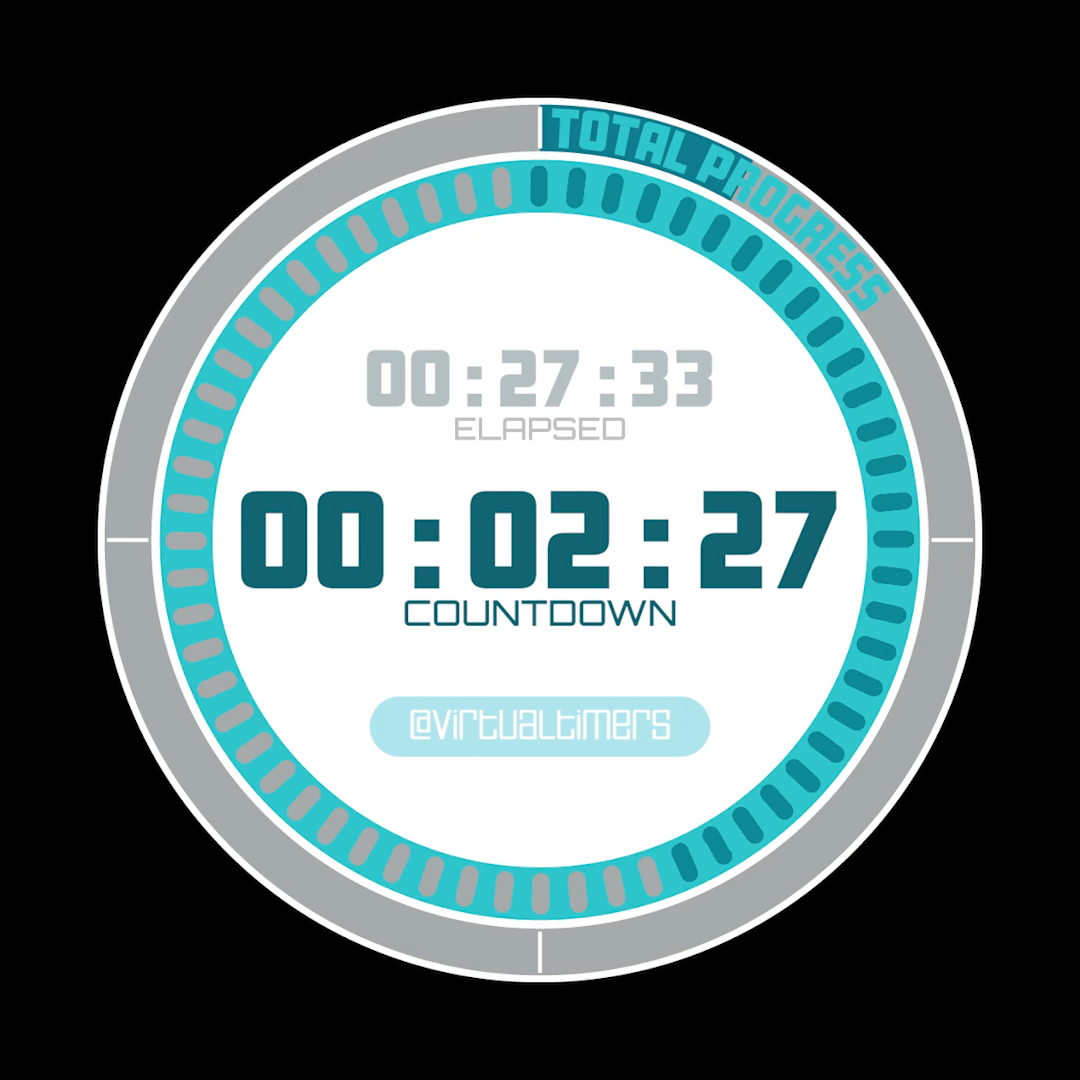 TOTAL PROGRESS
00:27:33
ELAPSED
00:02:27
COUNTDOWN
@virtualtimers